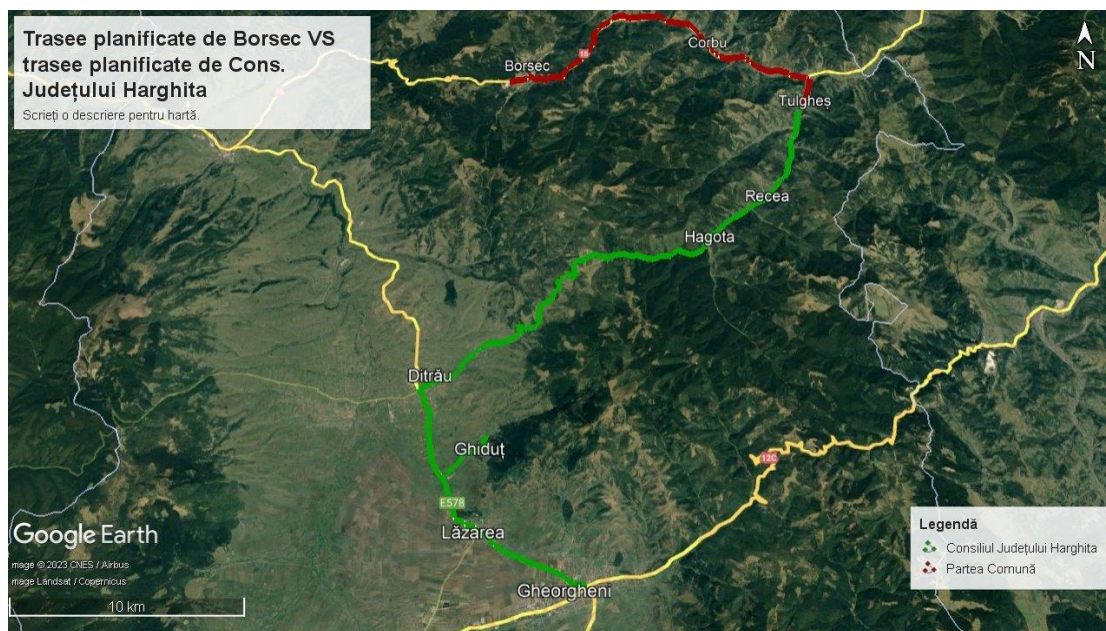 Trasee planificate de Borsec VS
trasee planificate de Cons.
Județului Harghita
Scrieți o descriere pentru hartă.
N
Borsec
15
Corbu
Tulgheș
Recea
Hagota
Ditrău
Ghiduț
12C
E578
Lăzărea
Gheorgheni
Google Earth
mage © 2023 CNES / Airbus
mage Landsat / Copernicus
10 km
Legendă
Consiliul Județului Harghita
Partea Comună